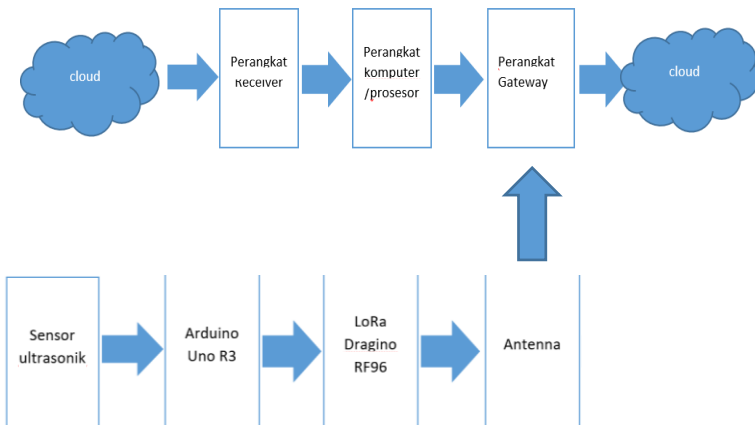 cloud
Perangkat
Receiver
Perangkat
komputer
/prosesor
Perangkat
Gateway
cloud
Sensor
ultrasonik
Arduino
Uno R3
LoRa
Dragino
RF96
Antenna